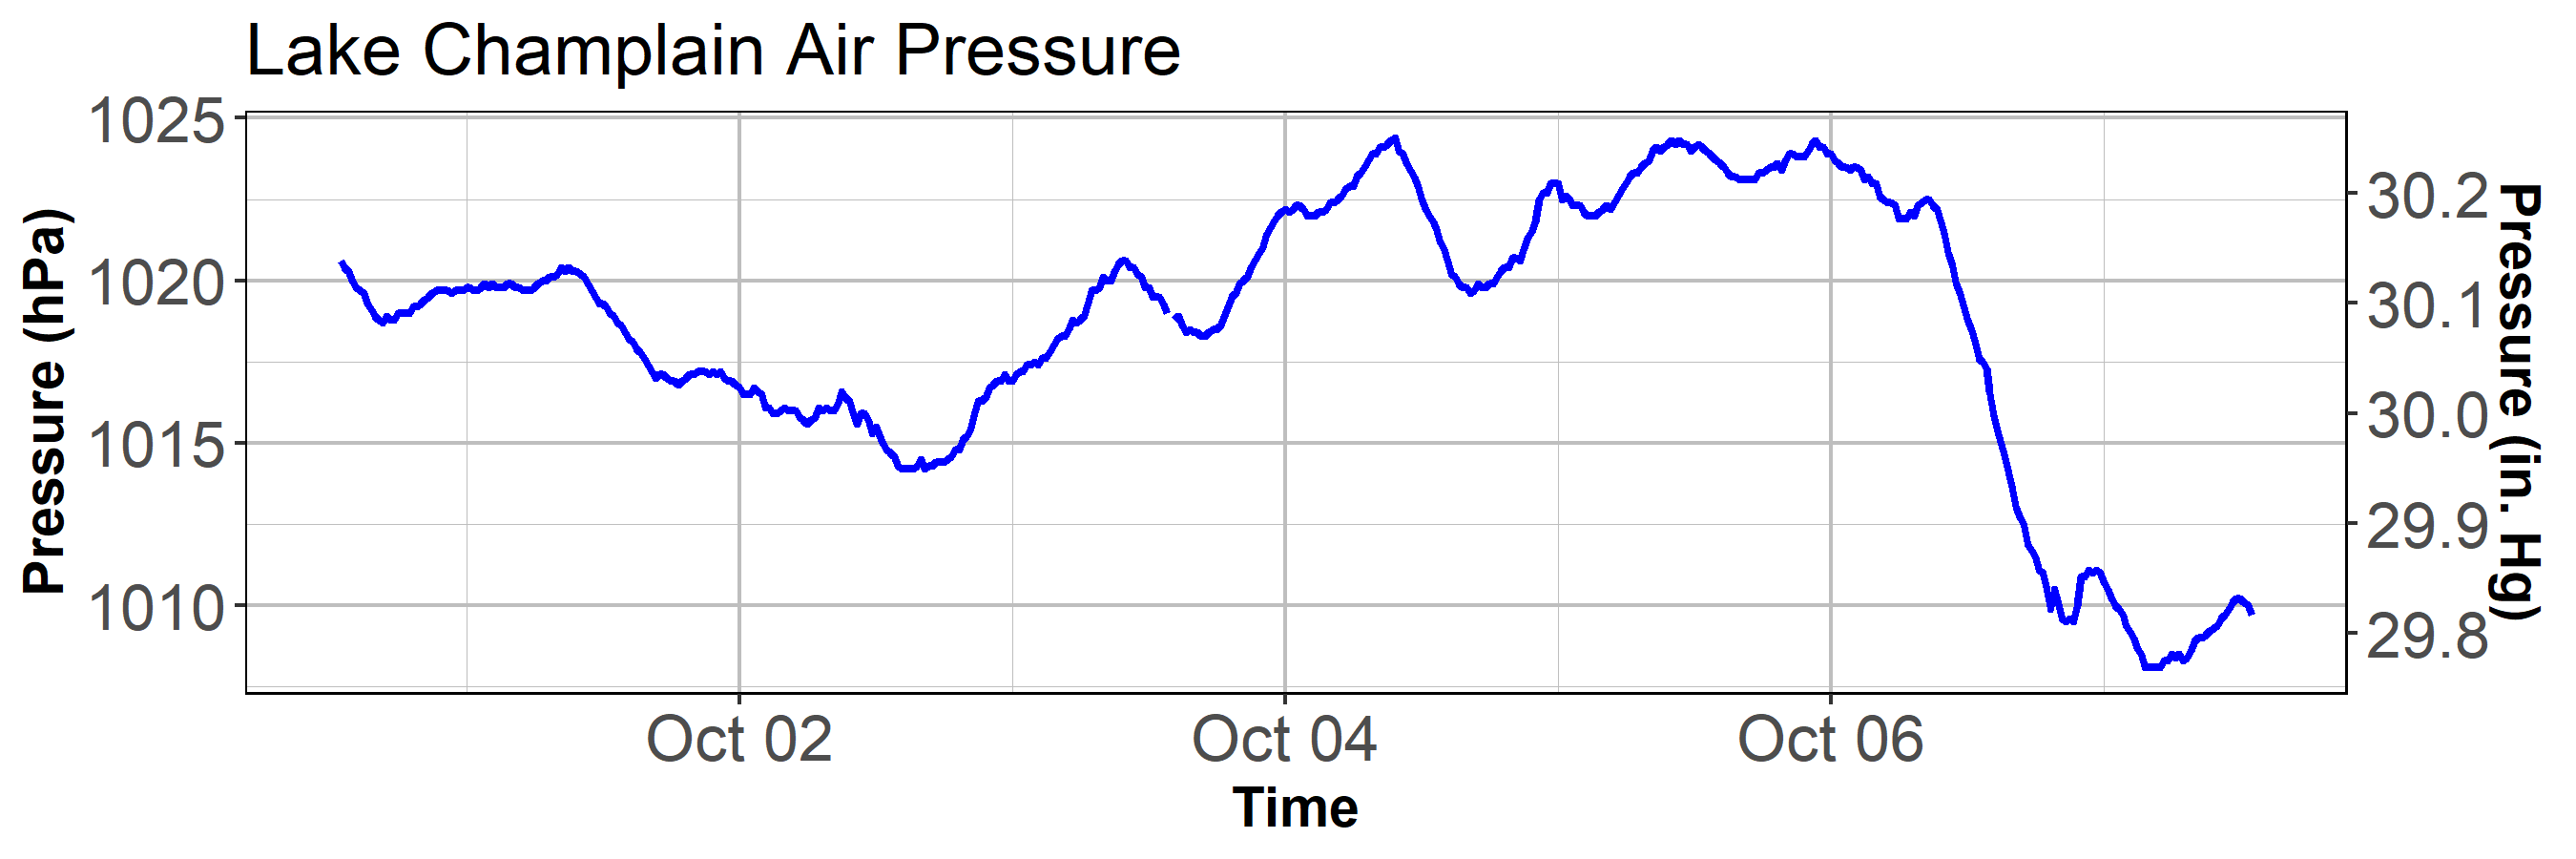 Lake Champlain Air Pressure
Pressure (hPa)
1025
1020
1015
1010
30.2
30.1
30.0
29.9
29.8
Pressure (in. Hg)
Oct 02
Oct 04
Oct 06
Time